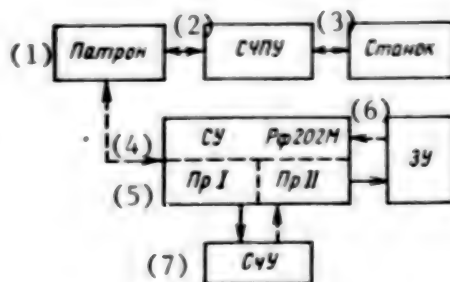 (1) Патрон (2) СЧПУ (3) Станок
(4) СУ РФ202М (6) ЗУ
(5) Пр I Пр II
(7) СчУ